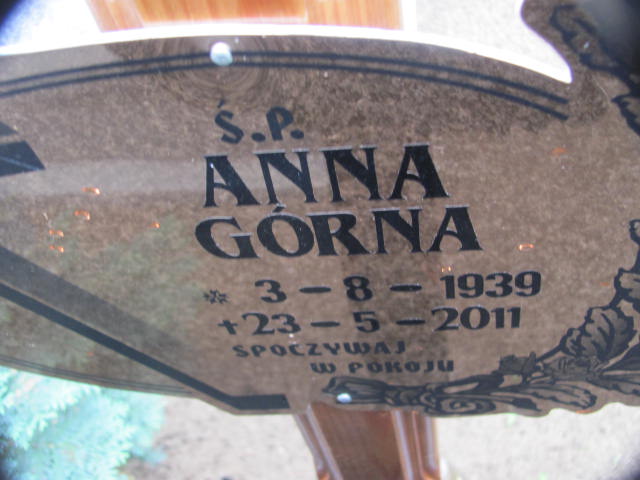 Ś.P.
ANNA
GÓRNA
* 3 - 8 - 1939
+23 - 5 - 2011
SPOCZYWAJ
W POKOJU